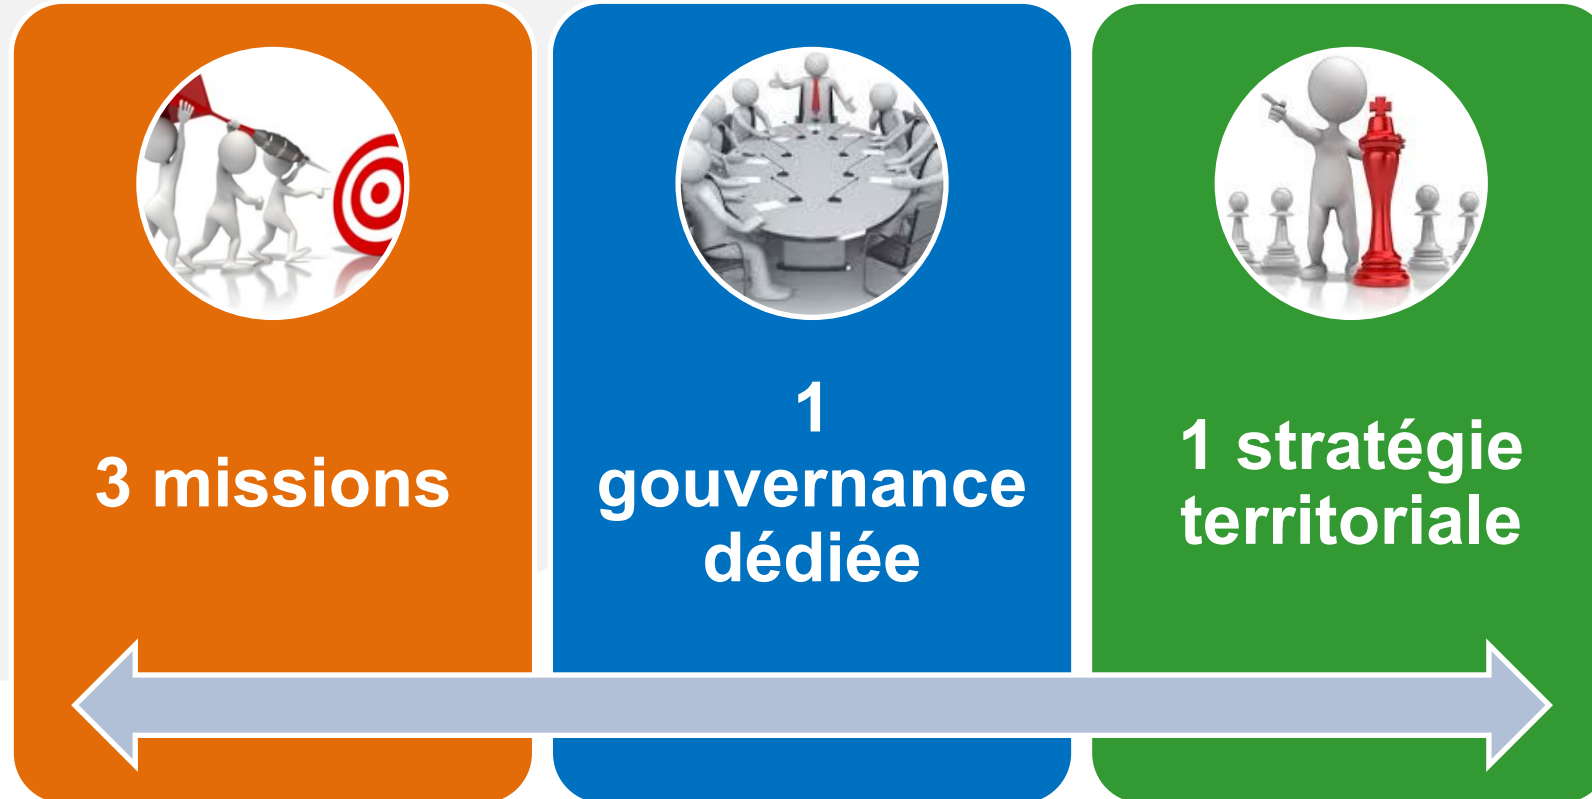 3 missions
1
gouvernance
dédiée
1 stratégie
territoriale